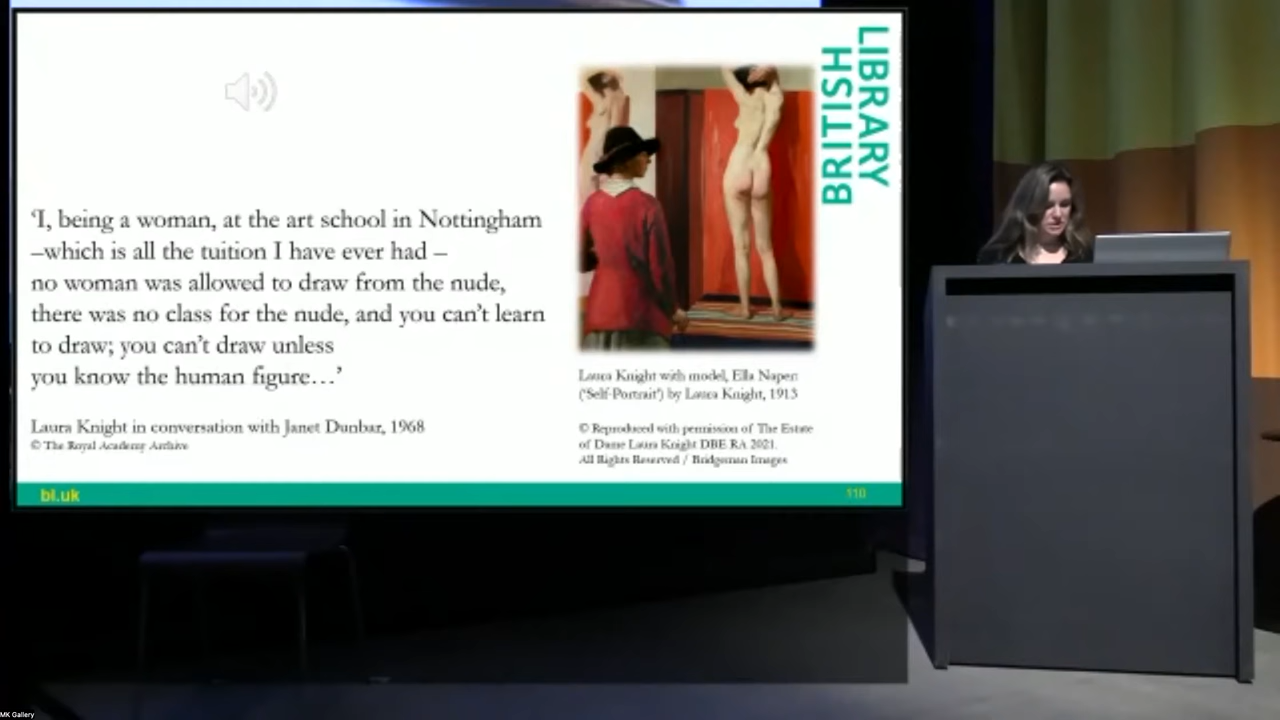 LIBRARY
BRITISH
‘I, being a woman, at the art school in Nottingham
–which is all the tuition I have ever had –
no woman was allowed to draw from the nude,
there was no class for the nude, and you can’t learn
to draw; you can’t draw unless
you know the human figure…’
Laura Knight in conversation with Janet Dunbar, 1968
© The Royal Academy Archive
Laura Knight with model, Ella Naper:
(‘Self-Portrait’) by Laura Knight, 1913
© Reproduced with permission of The Estate
of Dame Laura Knight DBE RA 2021.
All Rights Reserved / Bridgeman Images
bl.uk
110
MK Gallery